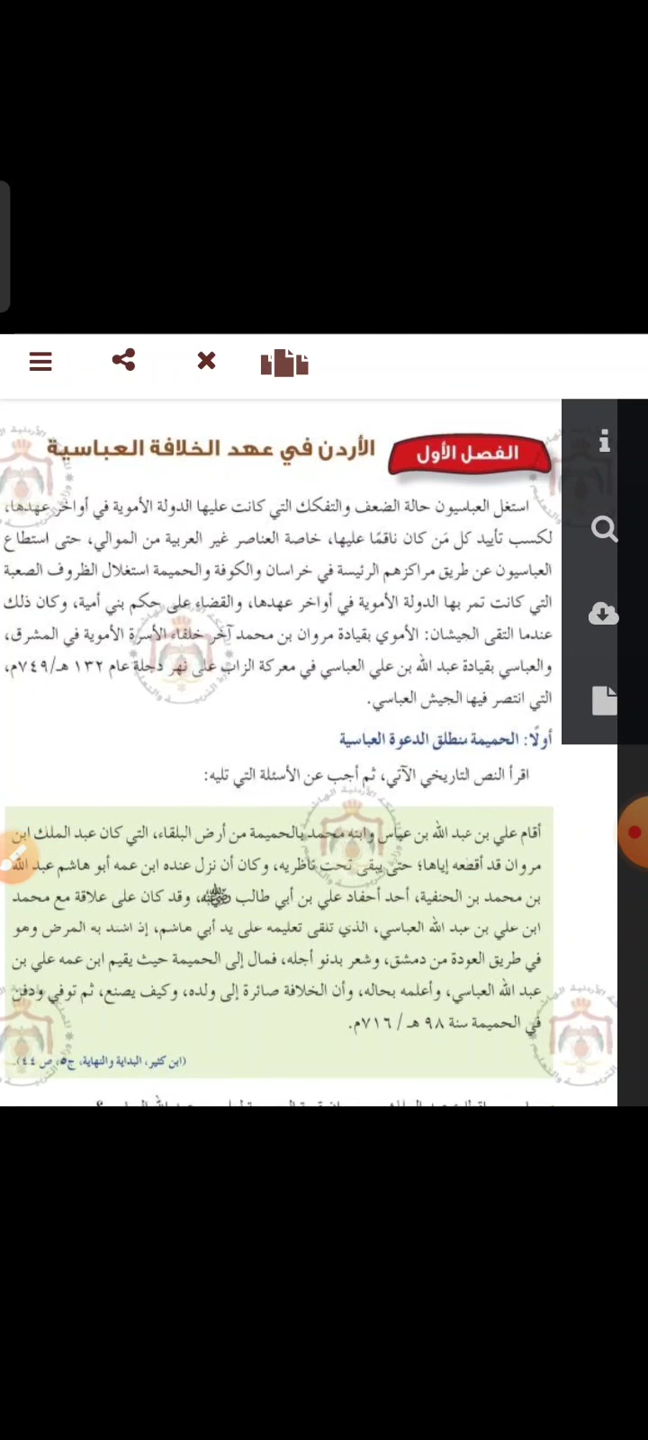 الفصل الأول
الأردن في عهد الخلافة العباسية
استغل العباسيون حالة الضعف والتفكك التي كانت عليها الدولة الأموية في أواخر عهدها،
لكسب تأييد كل مَن كان ناقمًا عليها، خاصة العناصر غير العربية من الموالي، حتى استطاع
العباسيون عن طريق مراكزهم الرئيسة في خراسان والكوفة والحميمة استغلال الظروف الصعبة
التي كانت تمر بها الدولة الأموية في أواخر عهدها، والقضاء على حكم بني أمية، وكان ذلك
عندما التقى الجيشان: الأموي بقيادة مروان بن محمد آخر خلفاء الأسرة الأموية في المشرق،
والعباسي بقيادة عبد الله بن علي العباسي في معركة الزاب على نهر دجلة عام ١٣٢ هـ/٧٤٩م،
التي انتصر فيها الجيش العباسي.
أولًا: الحميمة منطلق الدعوة العباسية
اقرأ النص التاريخي الآتي، ثم أجب عن الأسئلة التي تليه:
أقام علي بن عبد الله بن عباس وابنه محمد بالحميمة من أرض البلقاء، التي كان عبد الملك ابن
مروان قد أقطعه إياها؛ حتى يبقى تحت ناظريه، وكان أن نزل عنده ابن عمه أبو هاشم عبد الله
بن محمد بن الحنفية، أحد أحفاد علي بن أبي طالب، وقد كان على علاقة مع محمد
ابن علي بن عبد الله العباسي، الذي تلقى تعليمه على يد أبي هاشم، إذ اشتد به المرض وهو
في طريق العودة من دمشق، وشعر بدنو أجله، فمال إلى الحميمة حيث يقيم ابن عمه علي بن
عبد الله العباسي، وأعلمه بحاله، وأن الخلافة صائرة إلى ولده، وكيف يصنع، ثم توفي ودفن
في الحميمة سنة ٩٨ هـ / ٧١٦م.
(ابن كثير، البداية والنهاية، ج٥، ص ٤٤).